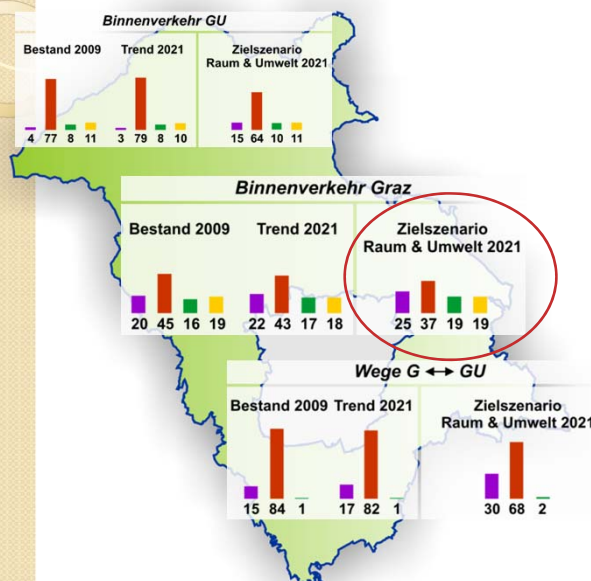 Binnenverkehr GU
Bestand 2009 Trend 2021 Zielszenario
Raum & Umwelt 2021
4 77 8 11 3 79 8 10 15 64 10 11
Binnenverkehr Graz
Bestand 2009 Trend 2021 Zielszenario
Raum & Umwelt 2021
20 45 16 19 22 43 17 18 25 37 19 19
Wege G ↔ GU
Bestand 2009 Trend 2021 Zielszenario
Raum & Umwelt 2021
15 84 1 17 82 1 30 68 2